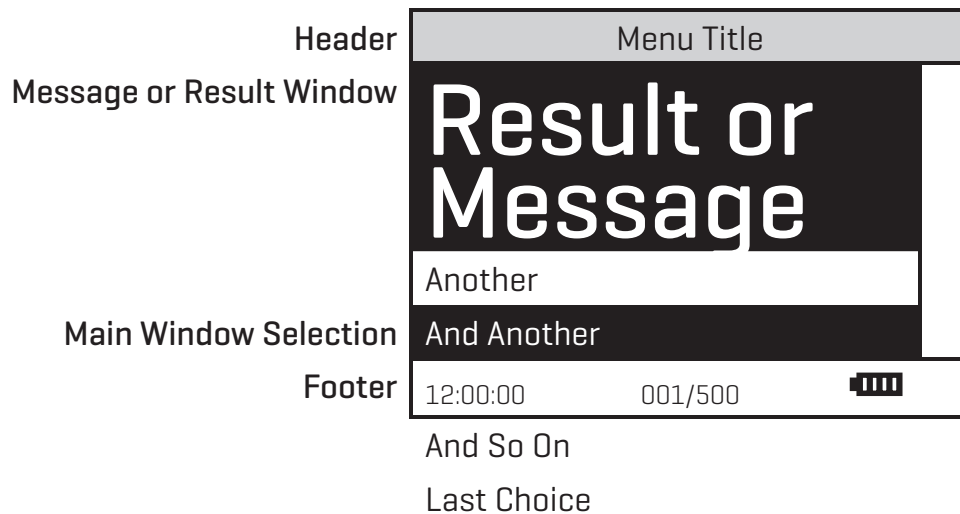 Header
Menu Title
Message or Result Window
Result or
Message
Another
Main Window Selection
And Another
Footer
12:00:00
001/500
And So On
Last Choice